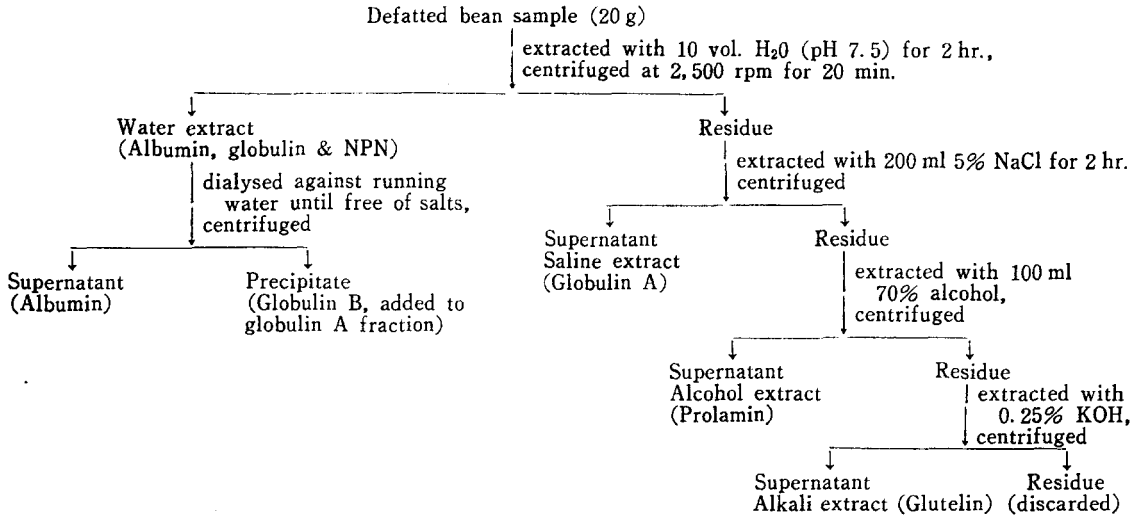 Defatted bean sample (20 g)
extracted with 10 vol. H₂0 (pH 7.5) for 2 hr.,
centrifuged at 2,500 rpm for 20 min.
Water extract
(Albumin, globulin & NPN)
Residue
extracted with 200 ml 5% NaCl for 2 hr.
centrifuged
dialysed against running
water until free of salts,
centrifuged
Supernatant
(Albumin)
Precipitate
(Globulin B, added to
globulin A fraction)
Supernatant
Saline extract
(Globulin A)
Residue
extracted with 100 ml
70% alcohol,
centrifuged
Supernatant
Alcohol extract
(Prolamin)
Residue
extracted with
0.25% KOH,
centrifuged
Supernatant
Alkali extract (Glutelin)
Residue
(discarded)